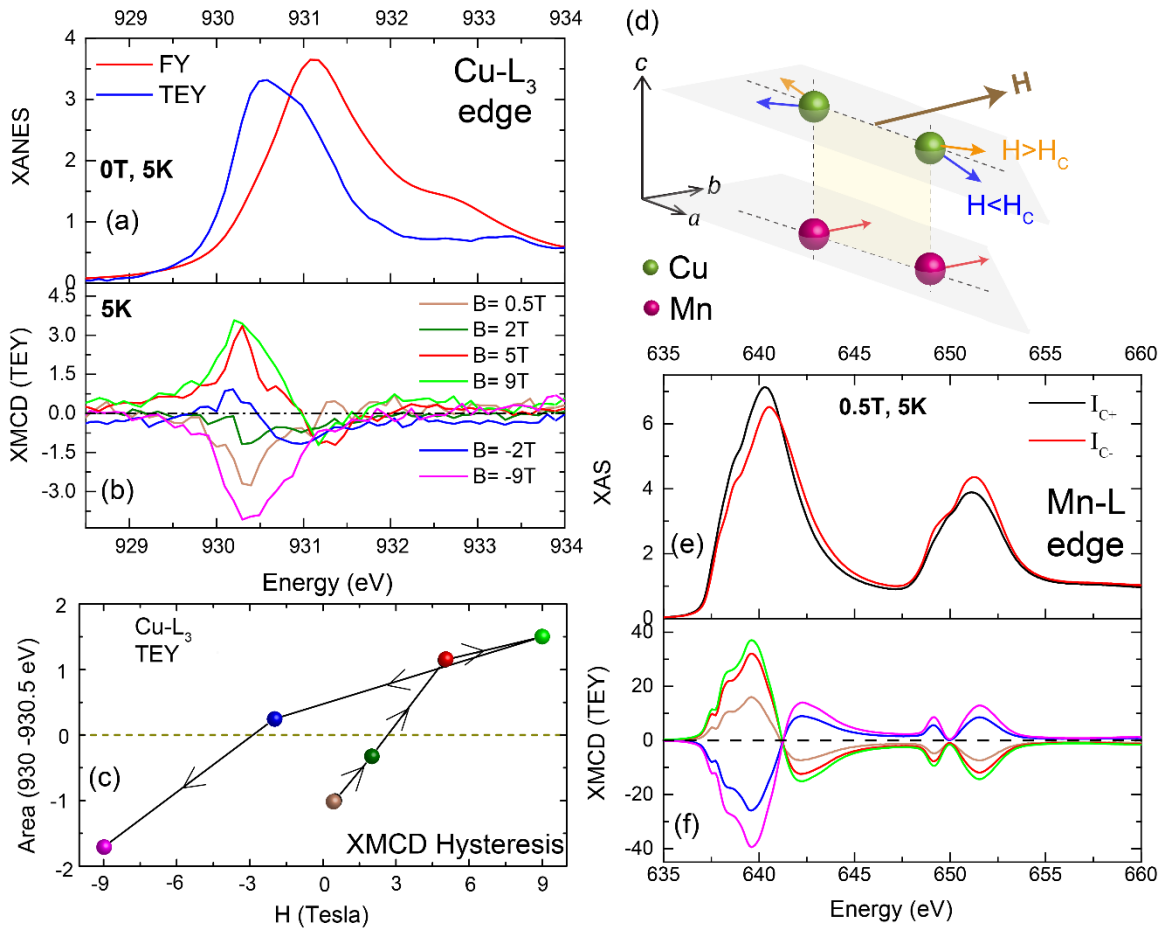 929 930 931 932 933 934
4
3
2
1
0
XANES
FY
TEY
Cu-L3
edge
0T, 5K
(a)
4.5
3.0
1.5
0.0
-1.5
-3.0
XMCD (TEY)
5K
B= 0.5T
B= 2T
B= 5T
B= 9T
B= -2T
B= -9T
(b)
929 930 931 932 933 934
Energy (eV)
2
1
0
-1
-2
Area (930 -930.5 eV)
Cu-L3
TEY
(c)
XMCD Hysteresis
-9 -6 -3 0 3 6 9
H (Tesla)
(d)
c
b
a
H
H>HC
H<HC
Cu
Mn
635 640 645 650 655 660
6
4
2
0
XAS
0.5T, 5K
IC+
IC-
Mn-L
edge
(e)
40
20
0
-20
-40
XMCD (TEY)
(f)
635 640 645 650 655 660
Energy (eV)